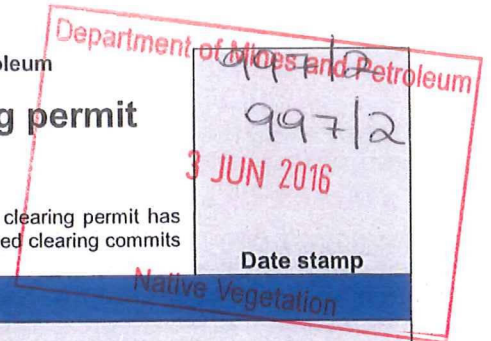 oleum
g permit
clearing permit has
ed clearing commits
997/2
997/2
Date stamp
Department of Mines and Petroleum
3 JUN 2016
Native Vegetation